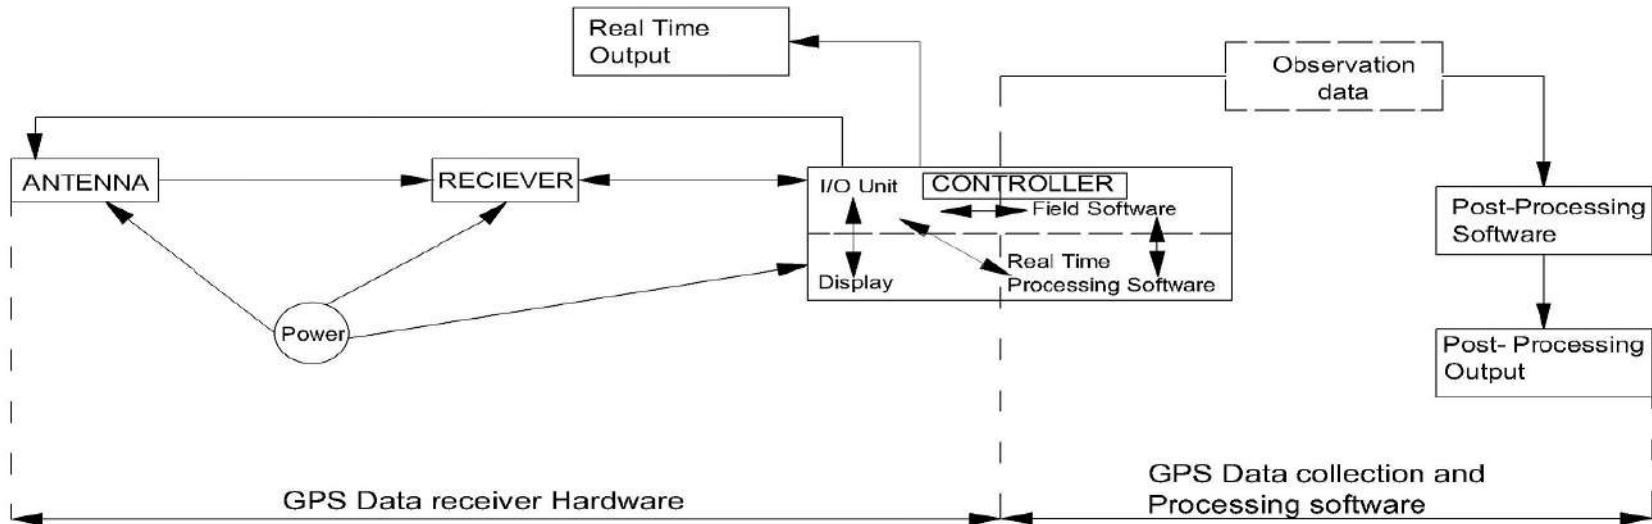 Real Time
Output
Observation
data
ANTENNA
RECIEVER
I/O Unit
CONTROLLER
Field Software
Real Time
Processing Software
Display
Power
Post-Processing
Software
Post- Processing
Output
GPS Data receiver Hardware
GPS Data collection and
Processing software